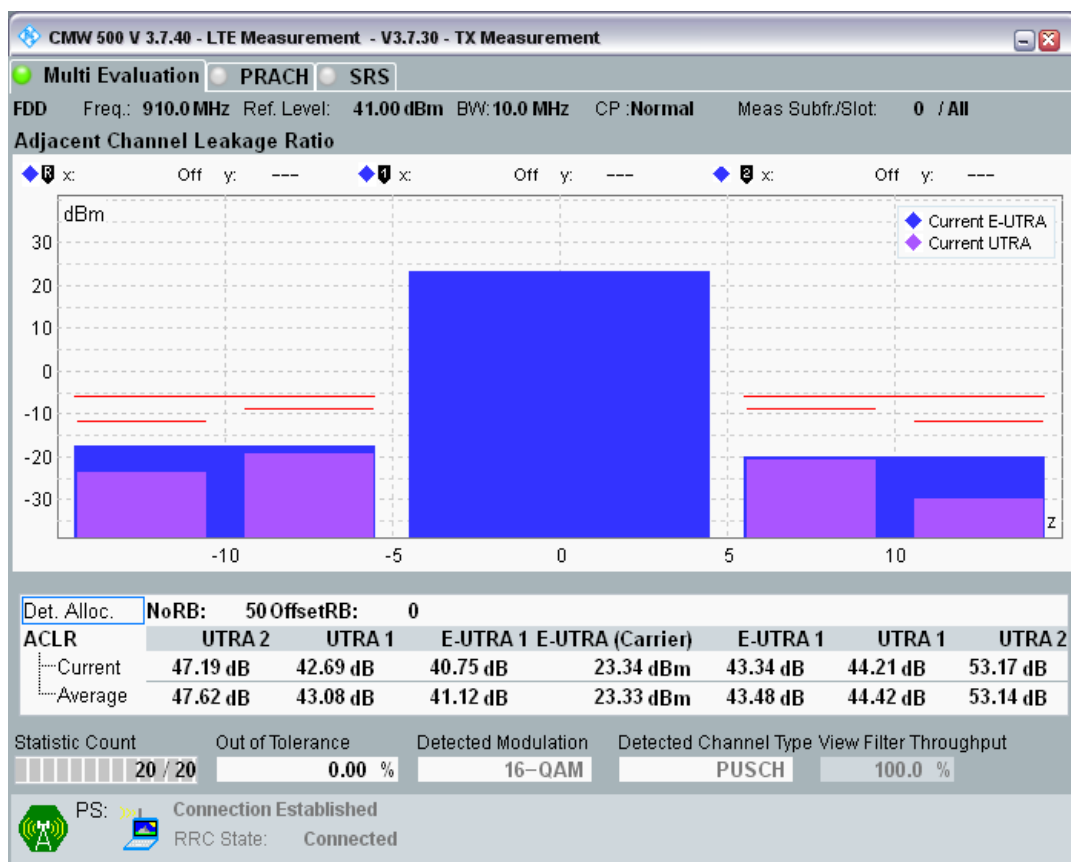 CMW 500 V 3.7.40 - LTE Measurement - V3.7.30 - TX Measurement
Multi Evaluation PRACH SRS
FDD Freq.: 910.0 MHz Ref. Level: 41.00 dBm BW: 10.0 MHz CP :Normal Meas Subfr./Slot: 0 / All
Adjacent Channel Leakage Ratio
R x: Off y: --- 1 x: Off y: --- 2 x: Off y: ---
dBm
Current E-UTRA
Current UTRA
30
20
10
0
-10
-20
-30
z
-10 -5 0 5 10
Det. Alloc. NoRB: 50 OffsetRB: 0
ACLR UTRA 2 UTRA 1 E-UTRA 1 E-UTRA (Carrier) E-UTRA 1 UTRA 1 UTRA 2
Current 47.19 dB 42.69 dB 40.75 dB 23.34 dBm 43.34 dB 44.21 dB 53.17 dB
Average 47.62 dB 43.08 dB 41.12 dB 23.33 dBm 43.48 dB 44.42 dB 53.14 dB
Statistic Count Out of Tolerance Detected Modulation Detected Channel Type View Filter Throughput
20 / 20 0.00 % 16-QAM PUSCH 100.0 %
PS: Connection Established
RRC State: Connected